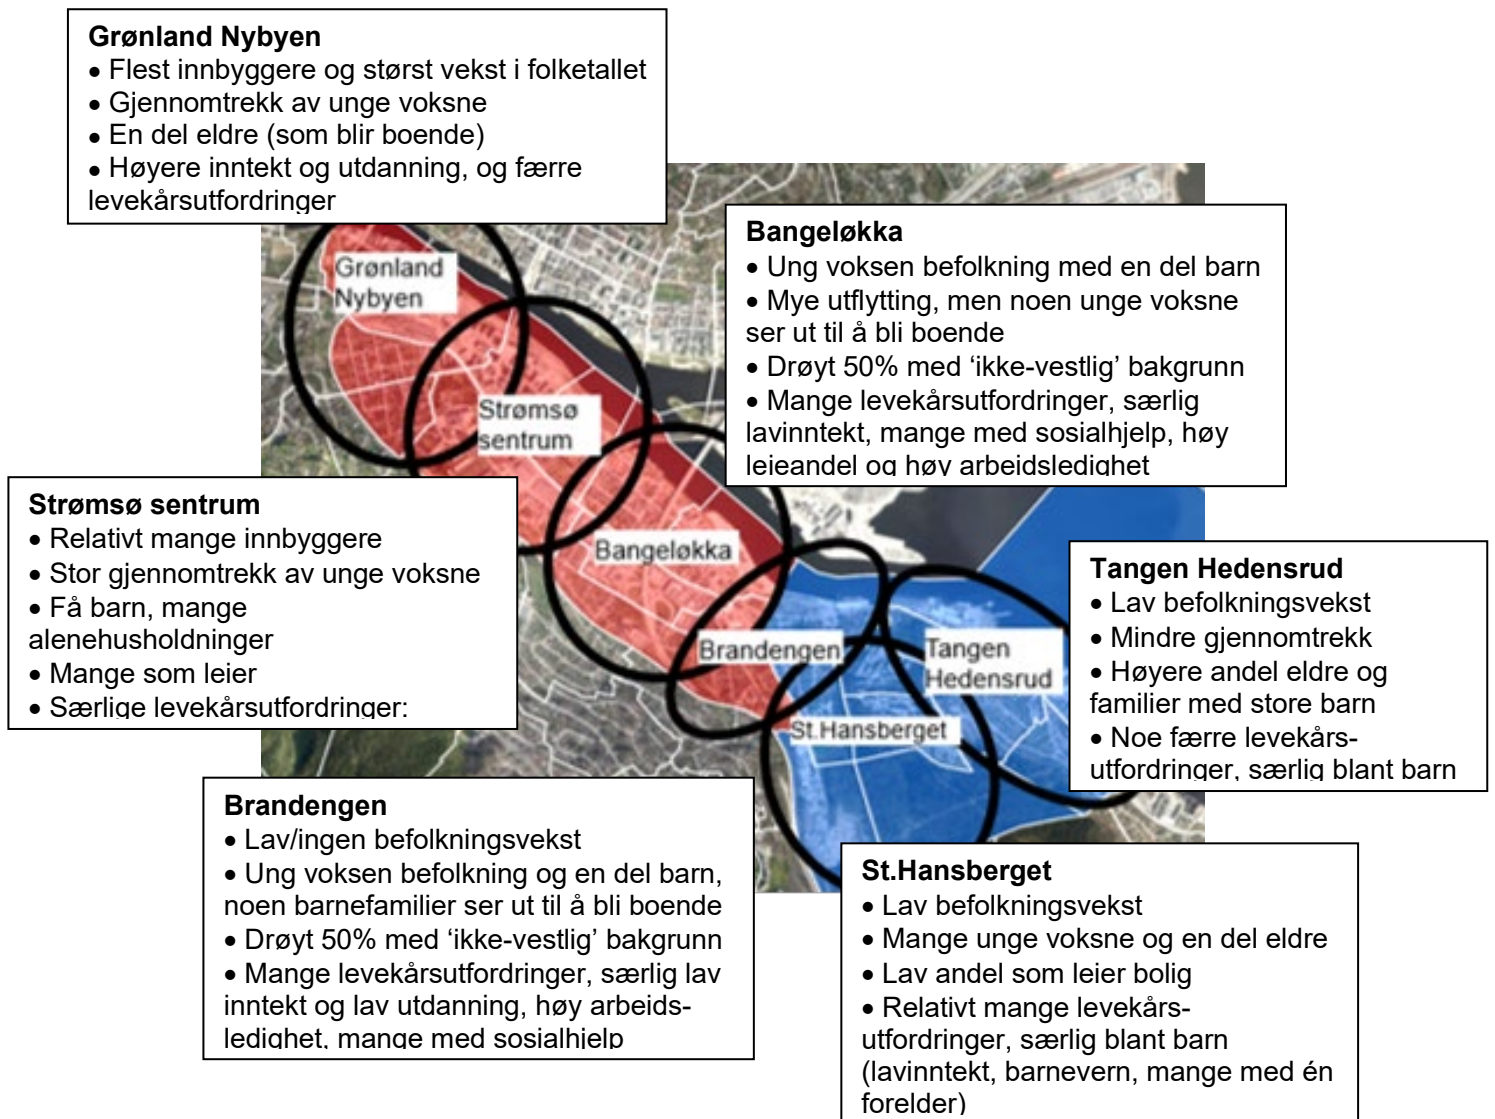 Grønland Nybyen
• Flest innbyggere og størst vekst i folketallet
• Gjennomtrekk av unge voksne
• En del eldre (som blir boende)
• Høyere inntekt og utdanning, og færre
levekårsutfordringer
Bangeløkka
• Ung voksen befolkning med en del barn
• Mye utflytting, men noen unge voksne
ser ut til å bli boende
• Drøyt 50% med ‘ikke-vestlig’ bakgrunn
• Mange levekårsutfordringer, særlig
lavinntekt, mange med sosialhjelp, høy
leieandel og høy arbeidsledighet
Grønland
Nybyen
Strømsø
sentrum
Bangeløkka
Brandengen
Tangen
Hedensrud
St.Hansberget
Strømsø sentrum
• Relativt mange innbyggere
• Stor gjennomtrekk av unge voksne
• Få barn, mange
alenehusholdninger
• Mange som leier
• Særlige levekårsutfordringer:
Tangen Hedensrud
• Lav befolkningsvekst
• Mindre gjennomtrekk
• Høyere andel eldre og
familier med store barn
• Noe færre levekårs-
utfordringer, særlig blant barn
Brandengen
• Lav/ingen befolkningsvekst
• Ung voksen befolkning og en del barn,
noen barnefamilier ser ut til å bli boende
• Drøyt 50% med ‘ikke-vestlig’ bakgrunn
• Mange levekårsutfordringer, særlig lav
inntekt og lav utdanning, høy arbeids-
ledighet, mange med sosialhjelp
St.Hansberget
• Lav befolkningsvekst
• Mange unge voksne og en del eldre
• Lav andel som leier bolig
• Relativt mange levekårs-
utfordringer, særlig blant barn
(lavinntekt, barnevern, mange med én
forelder)